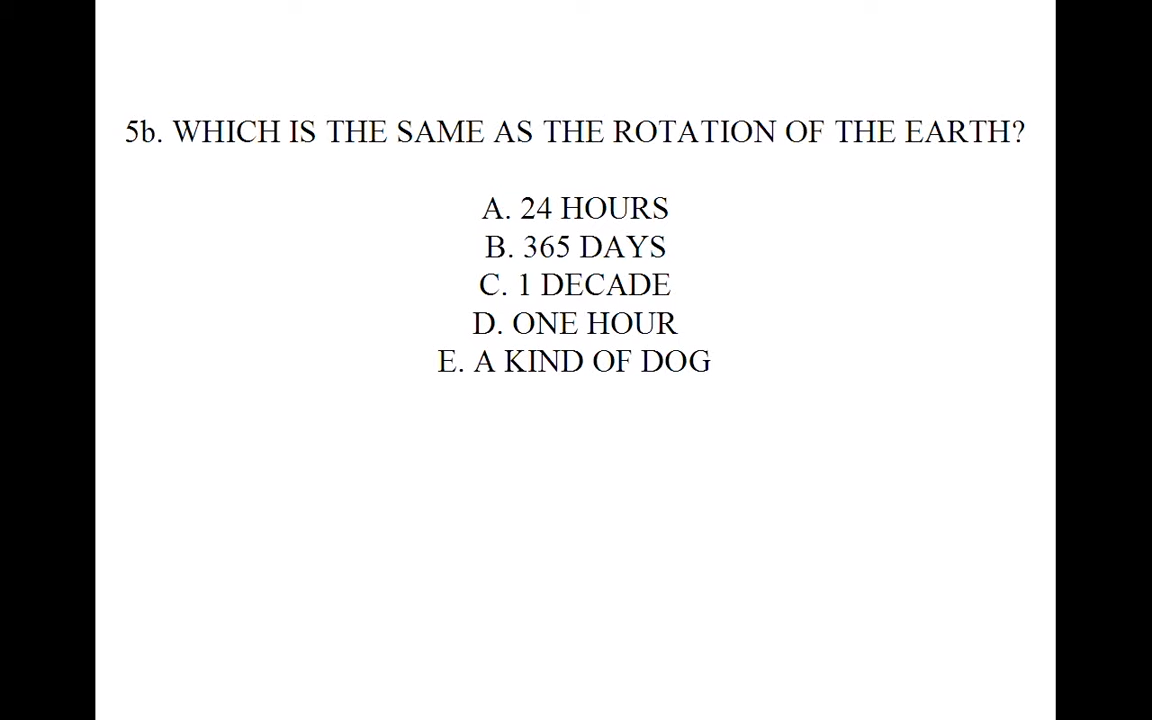 5b. WHICH IS THE SAME AS THE ROTATION OF THE EARTH?
A. 24 HOURS
B. 365 DAYS
C. 1 DECADE
D. ONE HOUR
E. A KIND OF DOG